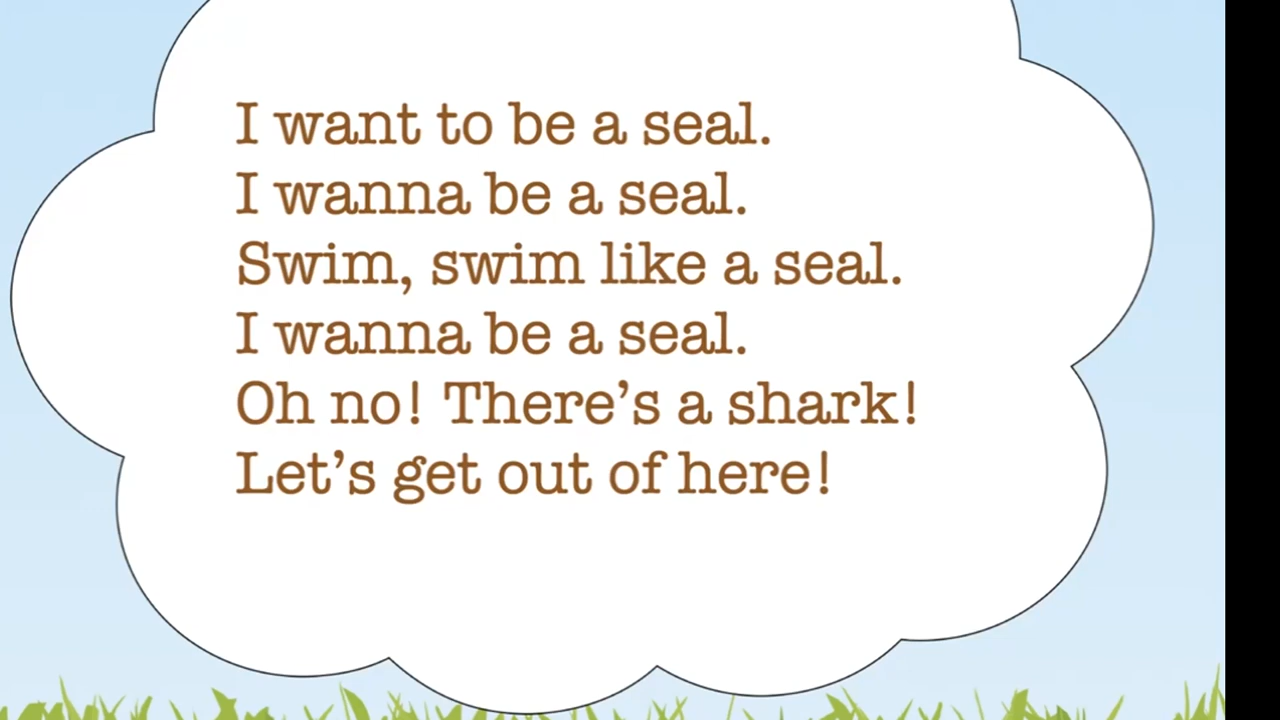 I want to be a seal.
I wanna be a seal.
Swim, swim like a seal.
I wanna be a seal.
Oh no! There’s a shark!
Let’s get out of here!